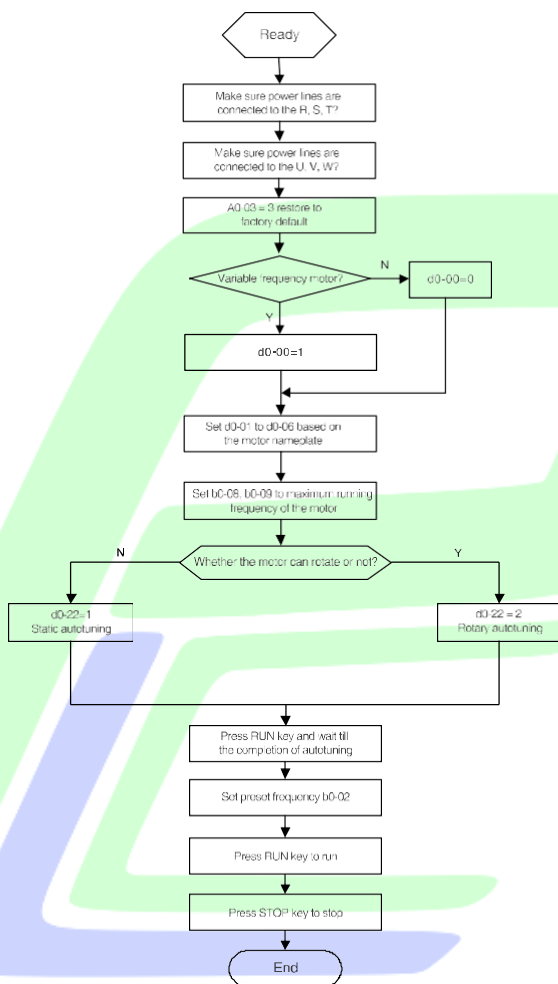 Ready
Make sure power lines are
connected to the R, S, T?
Make sure power lines are
connected to the U, V, W?
A0-03 = 3 restore to
factory default
Variable frequency motor?
N
d0-00=0
Y
d0-00=1
Set d0-01 to d0-06 based on
the motor nameplate
Set b0-08, b0-09 to maximum running
frequency of the motor
N
Whether the motor can rotate or not?
Y
d0-22=1
Static autotuning
d0-22 = 2
Rotary autotuning
Press RUN key and wait till
the completion of autotuning
Set preset frequency b0-02
Press RUN key to run
Press STOP key to stop
End